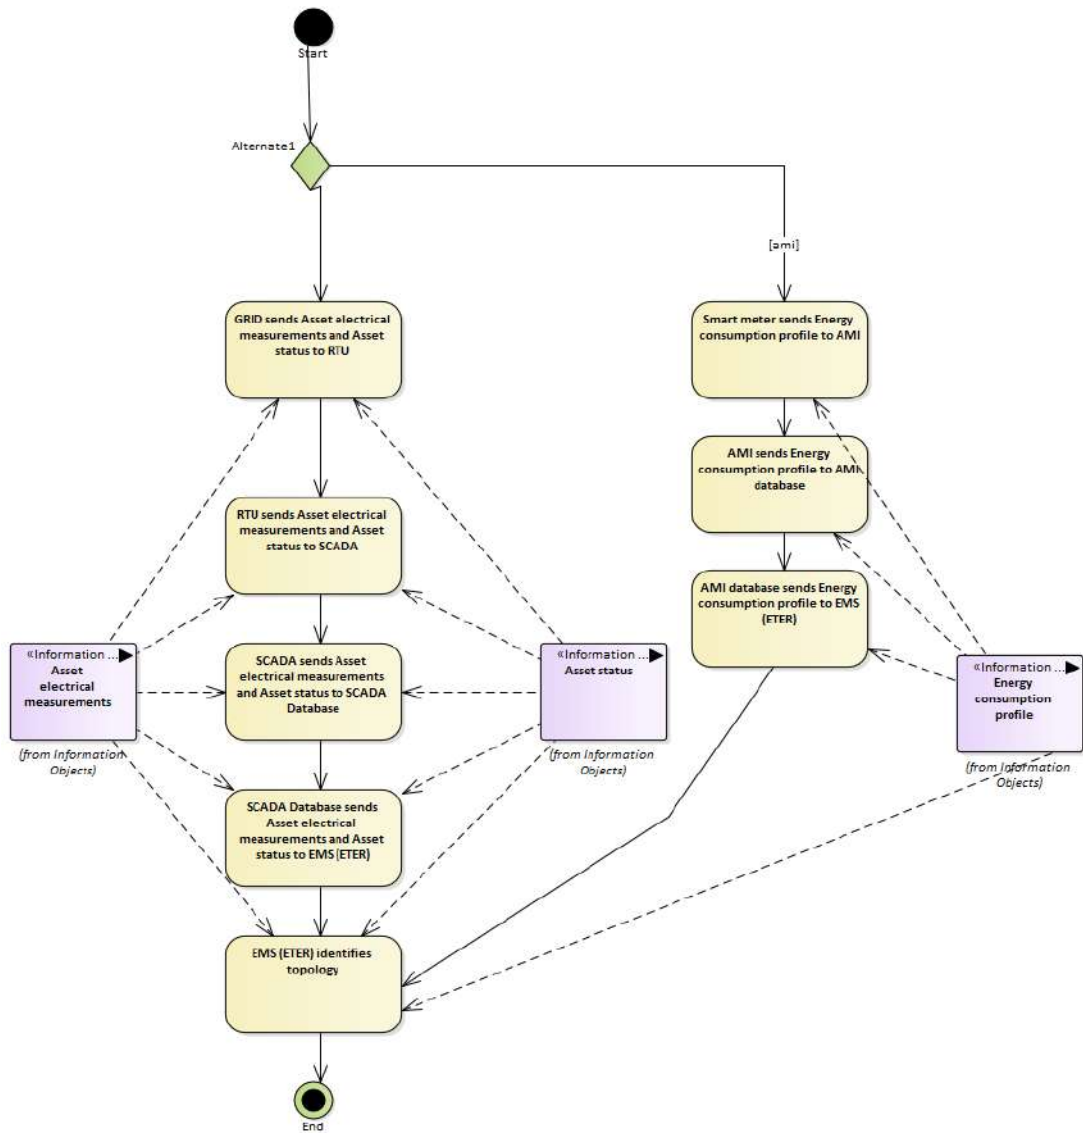 Start
Alternate1
[ami]
GRID sends Asset electrical
measurements and Asset
status to RTU
Smart meter sends Energy
consumption profile to AMI
AMI sends Energy
consumption profile to AMI
database
RTU sends Asset electrical
measurements and Asset
status to SCADA
AMI database sends Energy
consumption profile to EMS
(ETER)
«Information ...
Asset
electrical
measurements
(from Information
Objects)
SCADA sends Asset
electrical measurements
and Asset status to SCADA
Database
«Information ...
Asset status
(from Information
Objects)
«Information ...
Energy
consumption
profile
(from Information
Objects)
SCADA Database sends
Asset electrical
measurements and Asset
status to EMS (ETER)
EMS (ETER) identifies
topology
End